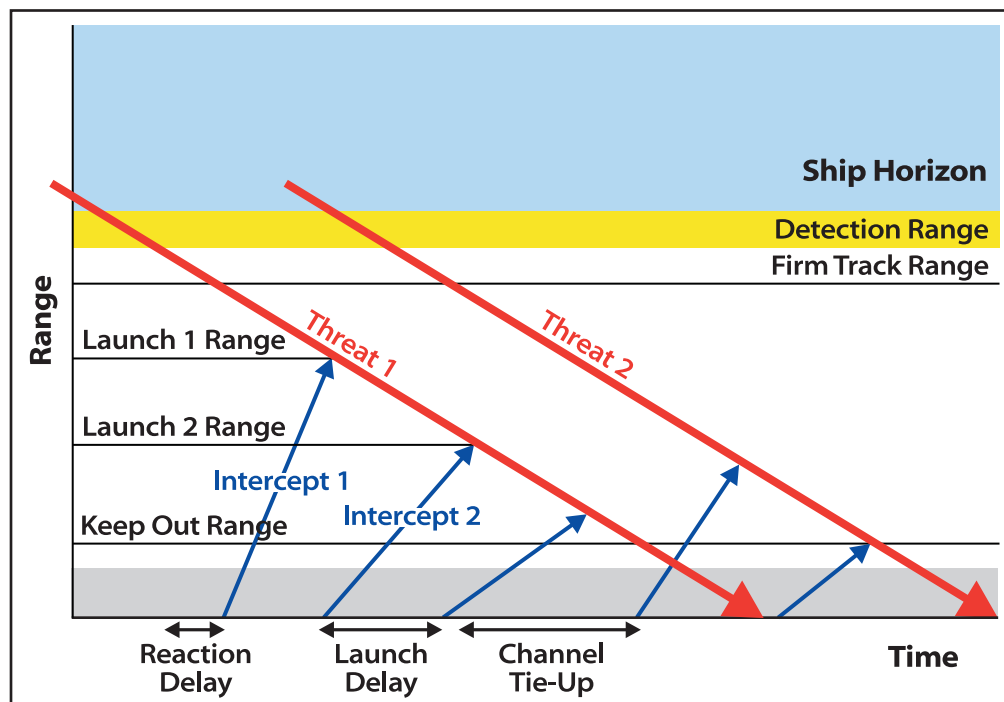 Ship Horizon
Detection Range
Firm Track Range
Range
Threat 1
Threat 2
Launch 1 Range
Launch 2 Range
Intercept 1
Intercept 2
Keep Out Range
Reaction
Delay
Launch
Delay
Channel
Tie-Up
Time